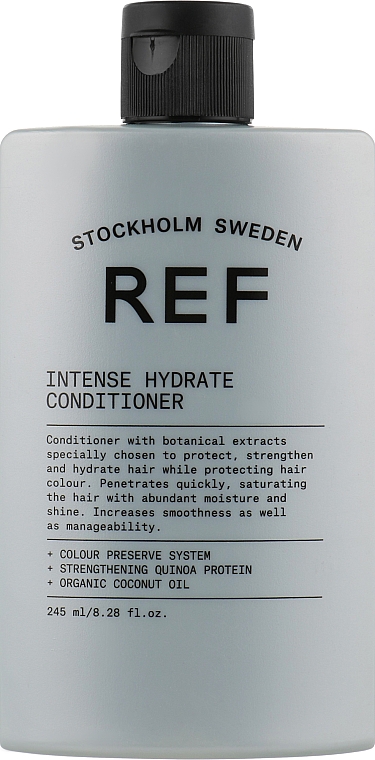 STOCKHOLM SWEDEN
REF
INTENSE HYDRATE
CONDITIONER
Conditioner with botanical extracts
specially chosen to protect, strengthen
and hydrate hair while protecting hair
colour. Penetrates quickly, saturating
the hair with abundant moisture and
shine. Increases smoothness as well
as manageability.
+ COLOUR PRESERVE SYSTEM
+ STRENGTHENING QUINOA PROTEIN
+ ORGANIC COCONUT OIL
245 ml/8.28 fl.oz.